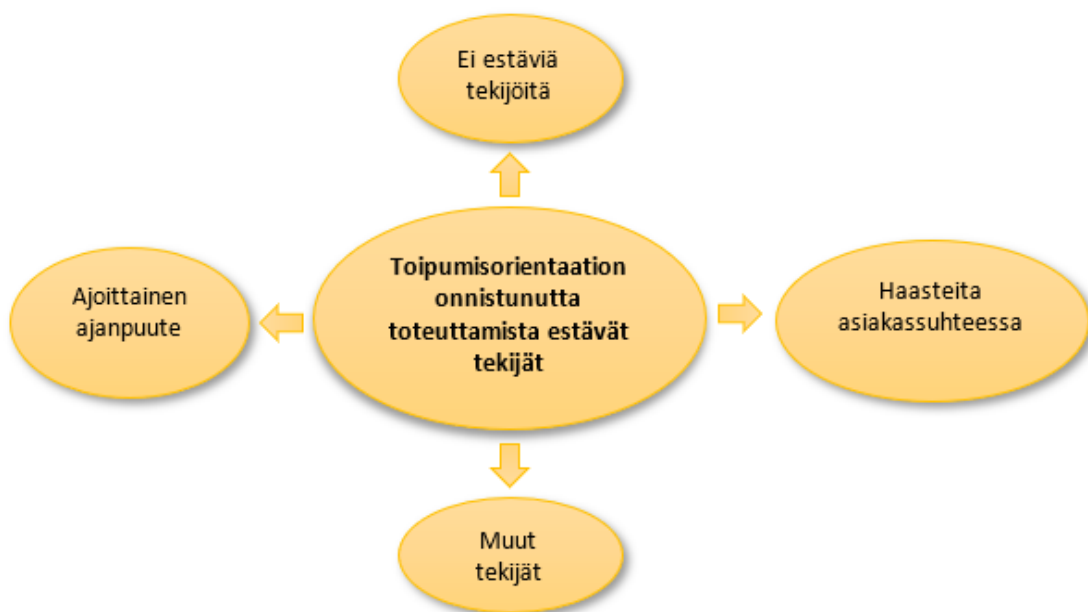 Ei estäviä
tekijöitä
Toipumisorientaation
onnistunutta
toteuttamista estävät
tekijät
Ajoittainen
ajanpuute
Haasteita
asiakassuhteessa
Muut
tekijät